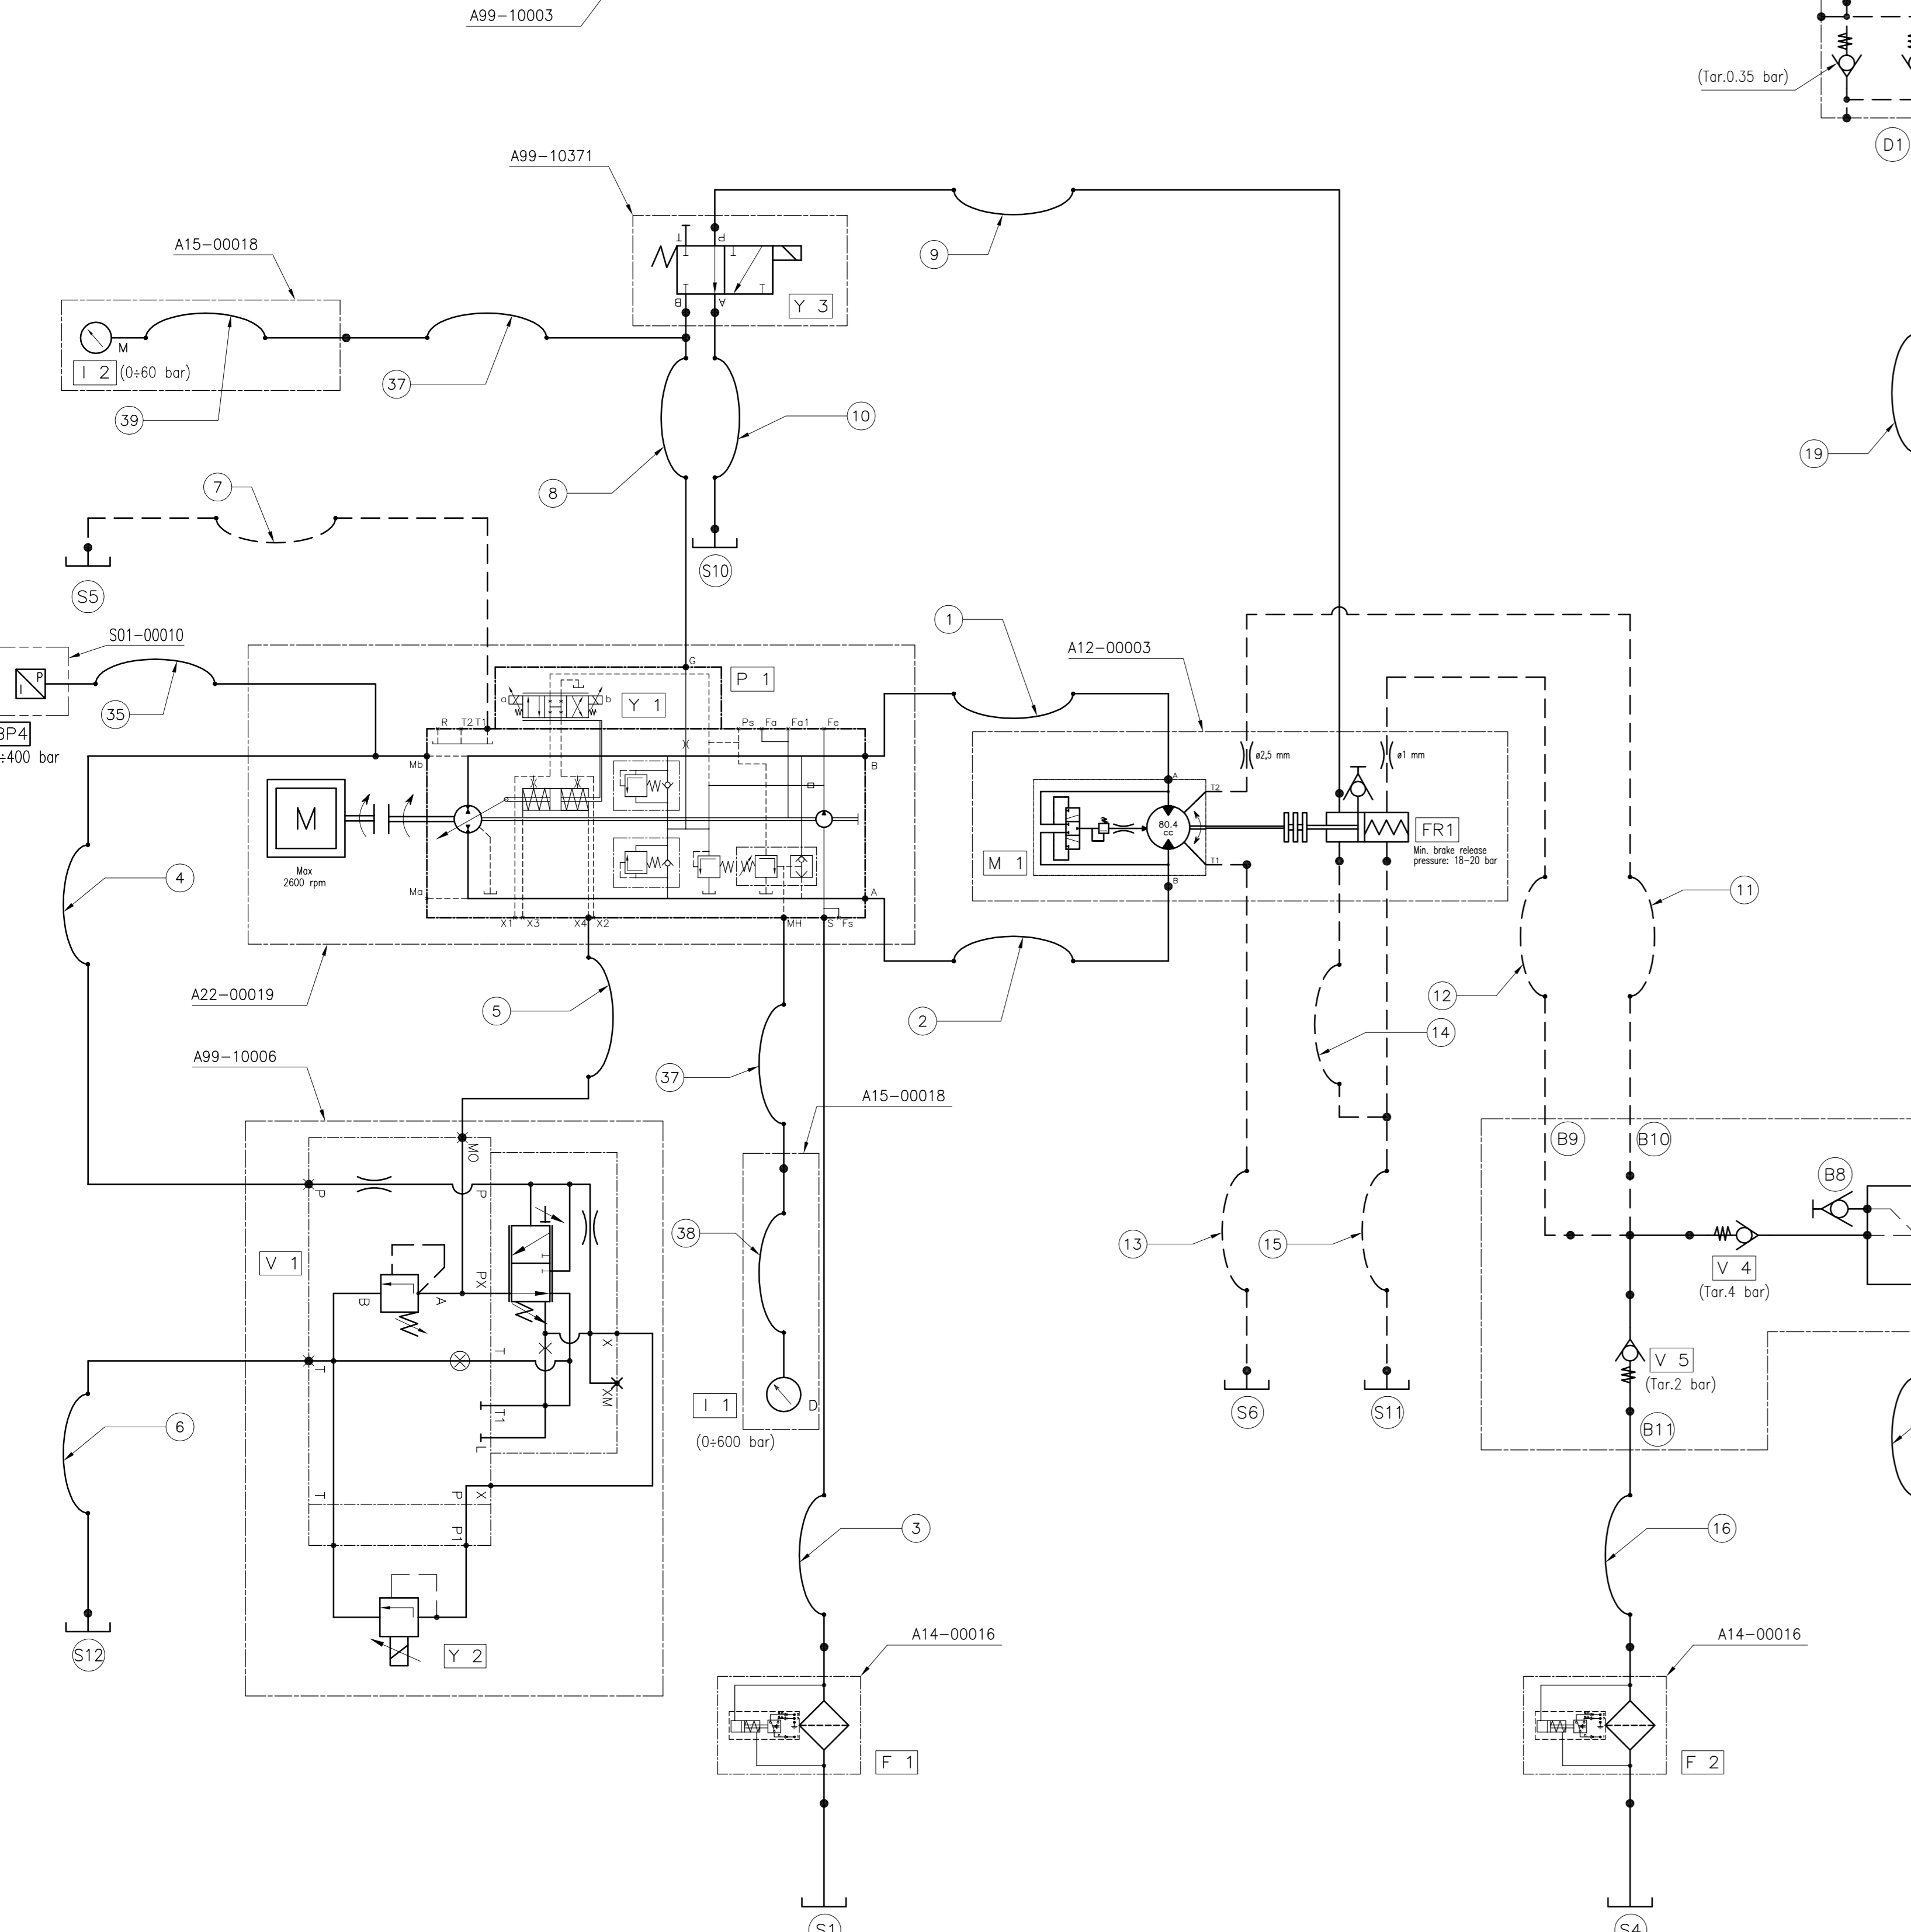 A99-10003
(Tar.0.35 bar)
D1
A99-10371
9
A15-00018
T
P
B
A
Y 3
M
I 2 (0÷60 bar)
37
39
10
8
19
7
S10
S5
1
S01-00010
A12-00003
P
I
G
P 1
a
b
Y 1
35
BP4
÷400 bar
R T2 T1
Ps Fa Fa1 Fe
Mb
B
ø2,5 mm
ø1 mm
A
T2
M
80.4
cc
FR1
Min. brake release
pressure: 18-20 bar
Max
2600 rpm
M 1
T1
B
4
Ma
A
11
X1 X3 X4 X2
MH S Fs
A22-00019
5
2
12
14
A99-10006
37
A15-00018
MO
B9
B10
B8
P
P
V 1
38
13
15
PX
B
A
V 4
(Tar.4 bar)
X
T
T
V 5
(Tar.2 bar)
XM
I 1
D
(0÷600 bar)
T1
L
S6
S11
B11
6
T
P
X
P1
3
16
S12
Y 2
A14-00016
A14-00016
F 1
F 2
S1
S4